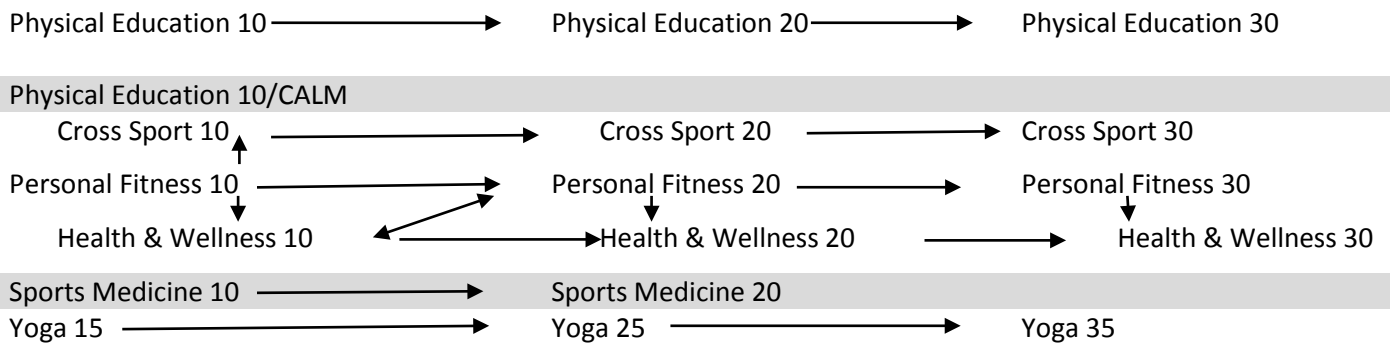 Physical Education 10 Physical Education 20 Physical Education 30
Physical Education 10/CALM
Cross Sport 10 Cross Sport 20 Cross Sport 30
Personal Fitness 10 Personal Fitness 20 Personal Fitness 30
Health & Wellness 10 Health & Wellness 20 Health & Wellness 30
Sports Medicine 10 Sports Medicine 20
Yoga 15 Yoga 25 Yoga 35